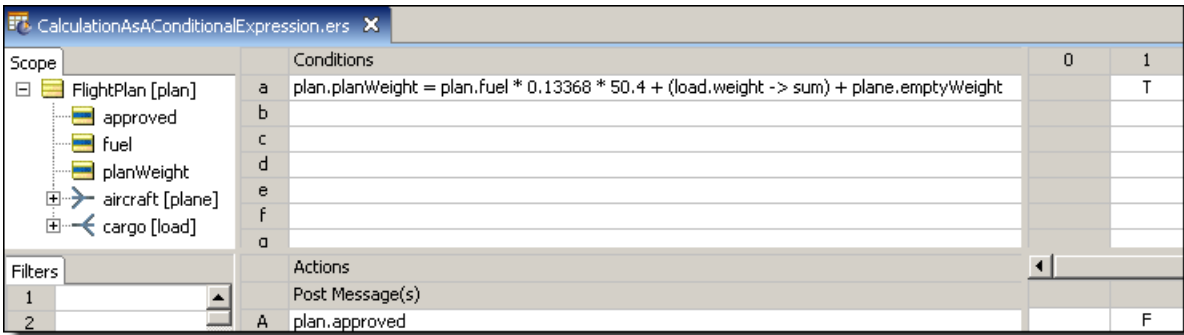 CalculationAsAConditionalExpression.ers
Scope
Conditions 0 1
FlightPlan [plan]
a plan.planWeight = plan.fuel * 0.13368 * 50.4 + (load.weight -> sum) + plane.emptyWeight T
approved
b
fuel
c
planWeight
d
aircraft [plane]
e
cargo [load]
f
g
Filters
Actions
1
Post Message(s)
2
A plan.approved F